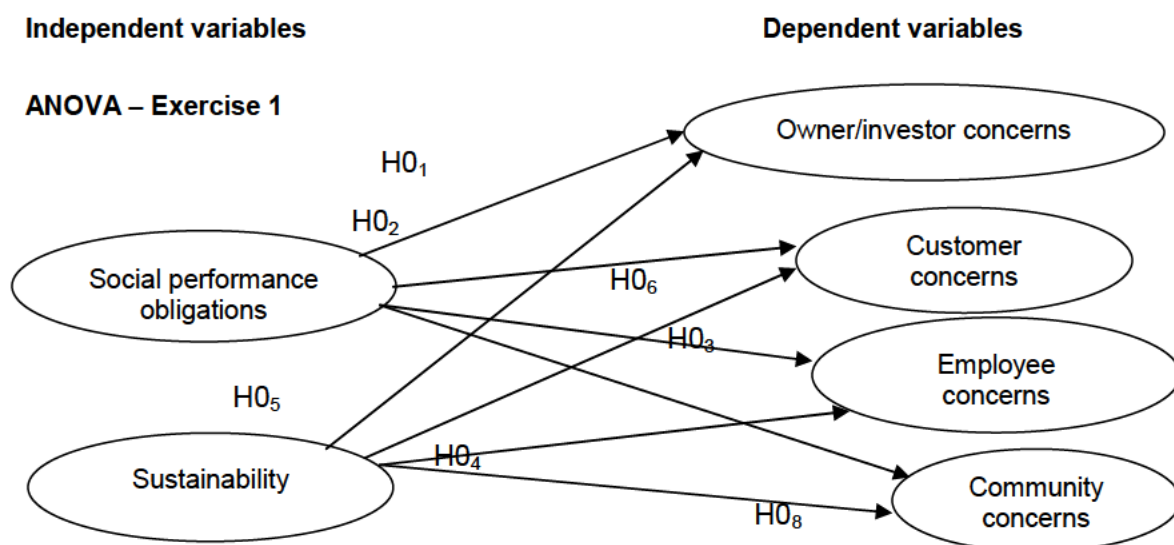 Independent variables
Dependent variables
ANOVA – Exercise 1
Owner/investor concerns
H0₁
H0₂
Customer
concerns
Social performance
obligations
H0₆
H0₃
Employee
concerns
H0₅
H0₄
Sustainability
Community
concerns
H0₈